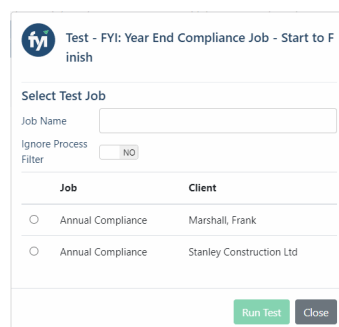 fyi
Test - FYI: Year End Compliance Job - Start to F
inish
Select Test Job
Job Name
Ignore Process
Filter
NO
Job Client
Annual Compliance Marshall, Frank
Annual Compliance Stanley Construction Ltd
Run Test Close